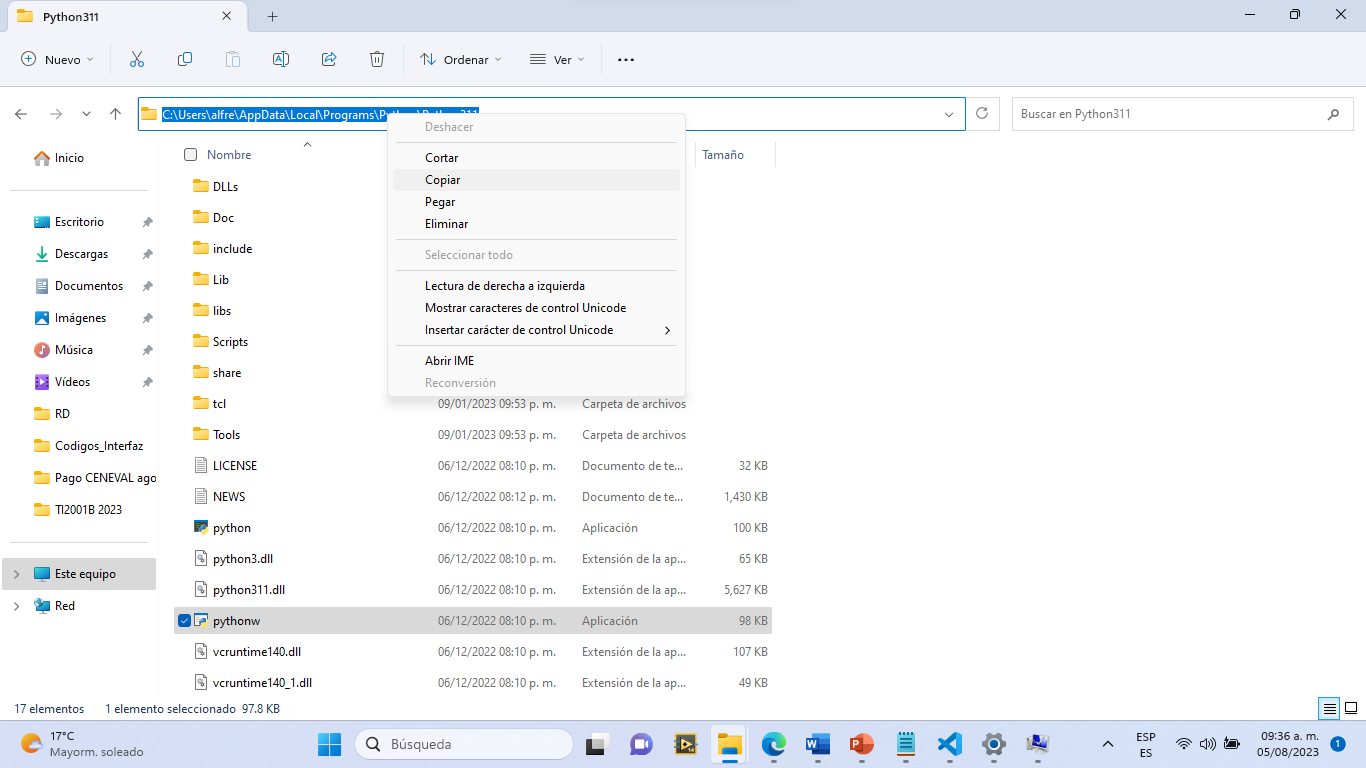 Python311
Nuevo
Ordenar
Ver
C:\Users\alfre\AppData\Local\Programs\Python\Python311
Buscar en Python311
Deshacer
Cortar
Copiar
Pegar
Eliminar
Seleccionar todo
Lectura de derecha a izquierda
Mostrar caracteres de control Unicode
Insertar carácter de control Unicode
Abrir IME
Reconversión
Inicio
Escritorio
Descargas
Documentos
Imágenes
Música
Vídeos
RD
Codigos_Interfaz
Pago CENEVAL ago
TI2001B 2023
Este equipo
Red
Nombre Tamaño
DLLs
Doc
include
Lib
libs
Scripts
share
tcl 09/01/2023 09:53 p. m. Carpeta de archivos
Tools 09/01/2023 09:53 p. m. Carpeta de archivos
LICENSE 06/12/2022 08:10 p. m. Documento de te... 32 KB
NEWS 06/12/2022 08:12 p. m. Documento de te... 1,430 KB
python 06/12/2022 08:10 p. m. Aplicación 100 KB
python3.dll 06/12/2022 08:10 p. m. Extensión de la ap... 65 KB
python311.dll 06/12/2022 08:10 p. m. Extensión de la ap... 5,627 KB
pythonw 06/12/2022 08:10 p. m. Aplicación 98 KB
vcruntime140.dll 06/12/2022 08:10 p. m. Extensión de la ap... 107 KB
vcruntime140_1.dll 06/12/2022 08:10 p. m. Extensión de la ap... 49 KB
17 elementos 1 elemento seleccionado 97.8 KB
17°C
Mayorm. soleado
Búsqueda
ESP
ES
09:36 a. m.
05/08/2023
1